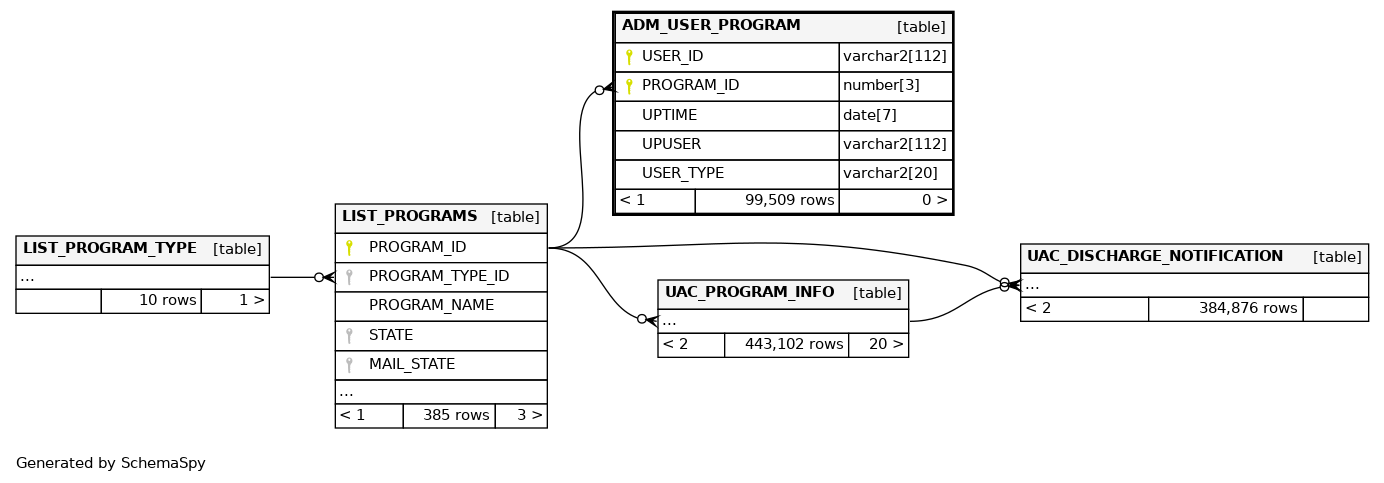 ADM_USER_PROGRAM [table]
USER_ID varchar2[112]
PROGRAM_ID number[3]
UPTIME date[7]
UPUSER varchar2[112]
USER_TYPE varchar2[20]
< 1 99,509 rows 0 >
LIST_PROGRAM_TYPE [table]
...
10 rows 1 >
LIST_PROGRAMS [table]
PROGRAM_ID
PROGRAM_TYPE_ID
PROGRAM_NAME
STATE
MAIL_STATE
...
< 1 385 rows 3 >
UAC_PROGRAM_INFO [table]
...
< 2 443,102 rows 20 >
UAC_DISCHARGE_NOTIFICATION [table]
...
< 2 384,876 rows
Generated by SchemaSpy